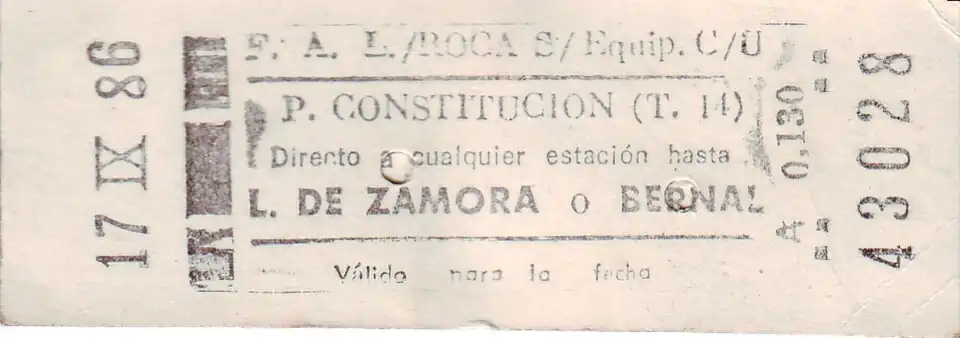 17 IX 86
F. A. L./ROCA S/Equip. C/U
P. CONSTITUCION (T. 14)
Directo a cualquier estación hasta
L. DE ZAMORA o BERNAL
Válido para la fecha
A 0,130
43028